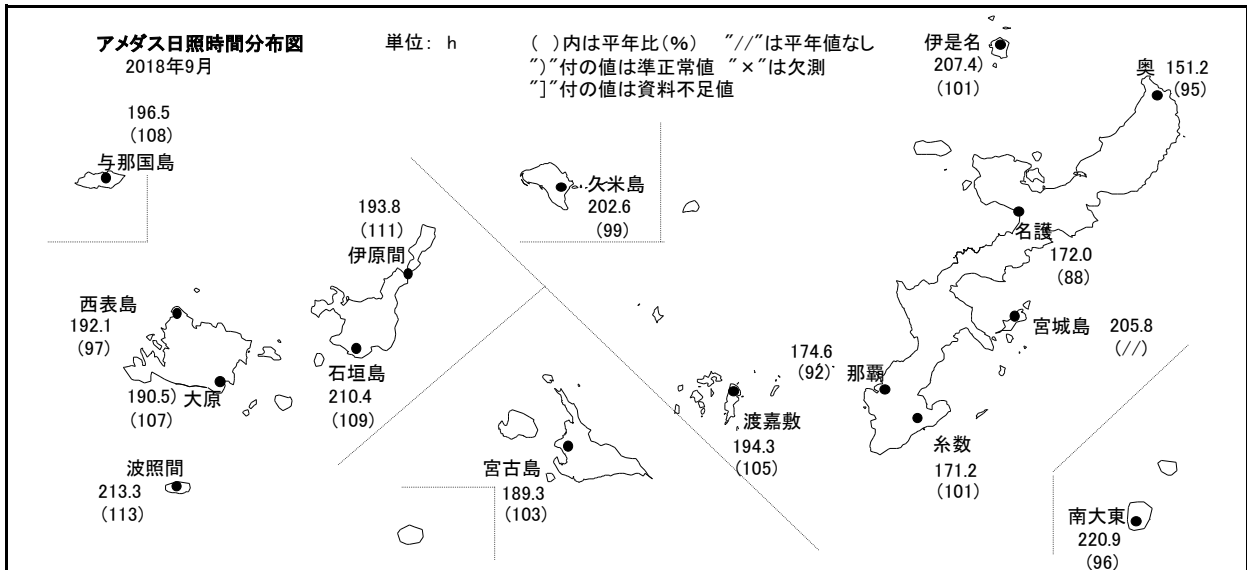 アメダス日照時間分布図
2018年9月
単位: h
( )内は平年比(%) "//"は平年値なし
")"付の値は準正常値 "×"は欠測
"]"付の値は資料不足値
伊是名
207.4)
(101)
奥 151.2
(95)
196.5
(108)
与那国島
久米島
202.6
(99)
193.8
(111)
伊原間
名護
172.0
(88)
西表島
192.1
(97)
宮城島 205.8
(//)
石垣島
210.4
(109)
大原
190.5)
(107)
174.6
(92)
那覇
渡嘉敷
194.3
(105)
糸数
171.2
(101)
波照間
213.3
(113)
宮古島
189.3
(103)
南大東
220.9
(96)